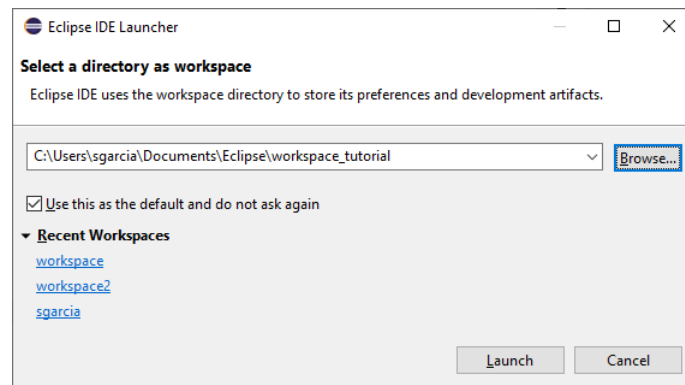 Eclipse IDE Launcher
Select a directory as workspace
Eclipse IDE uses the workspace directory to store its preferences and development artifacts.
C:\Users\sgarcia\Documents\Eclipse\workspace_tutorial
Browse...
Use this as the default and do not ask again
Recent Workspaces
workspace
workspace2
sgarcia
Launch Cancel